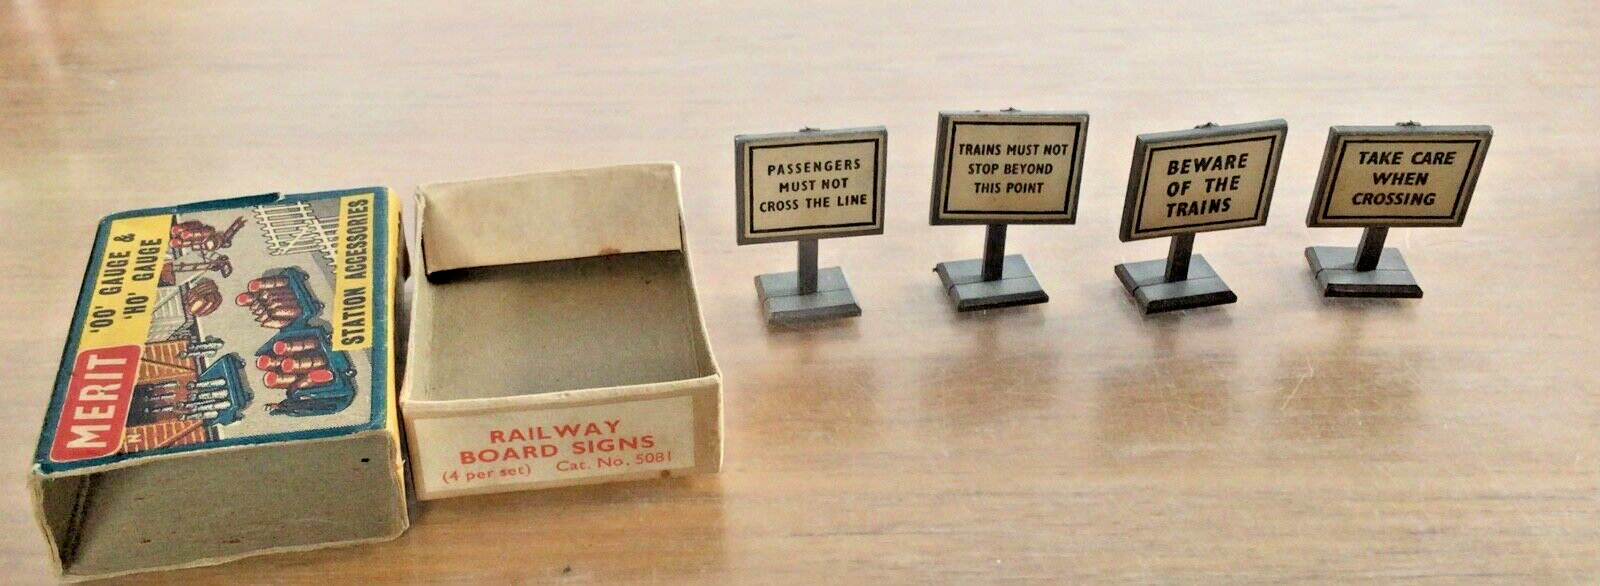 'OO' GAUGE &
'HO' GAUGE
MERIT
STATION ACCESSORIES
RAILWAY
BOARD SIGNS
(4 per set) Cat. No. 5081
PASSENGERS
MUST NOT
CROSS THE LINE
TRAINS MUST NOT
STOP BEYOND
THIS POINT
BEWARE
OF THE
TRAINS
TAKE CARE
WHEN
CROSSING